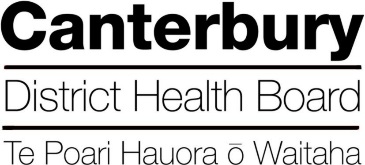 Canterbury
District Health Board
Te Poari Hauora ō Waitaha